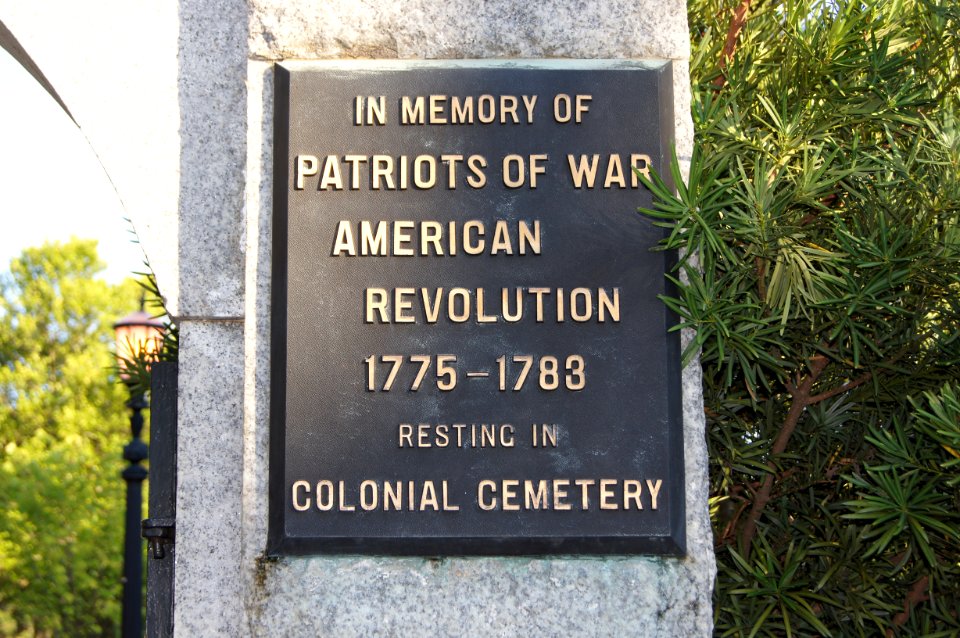 IN MEMORY OF
PATRIOTS OF WAR
AMERICAN
REVOLUTION
1775-1783
RESTING IN
COLONIAL CEMETERY